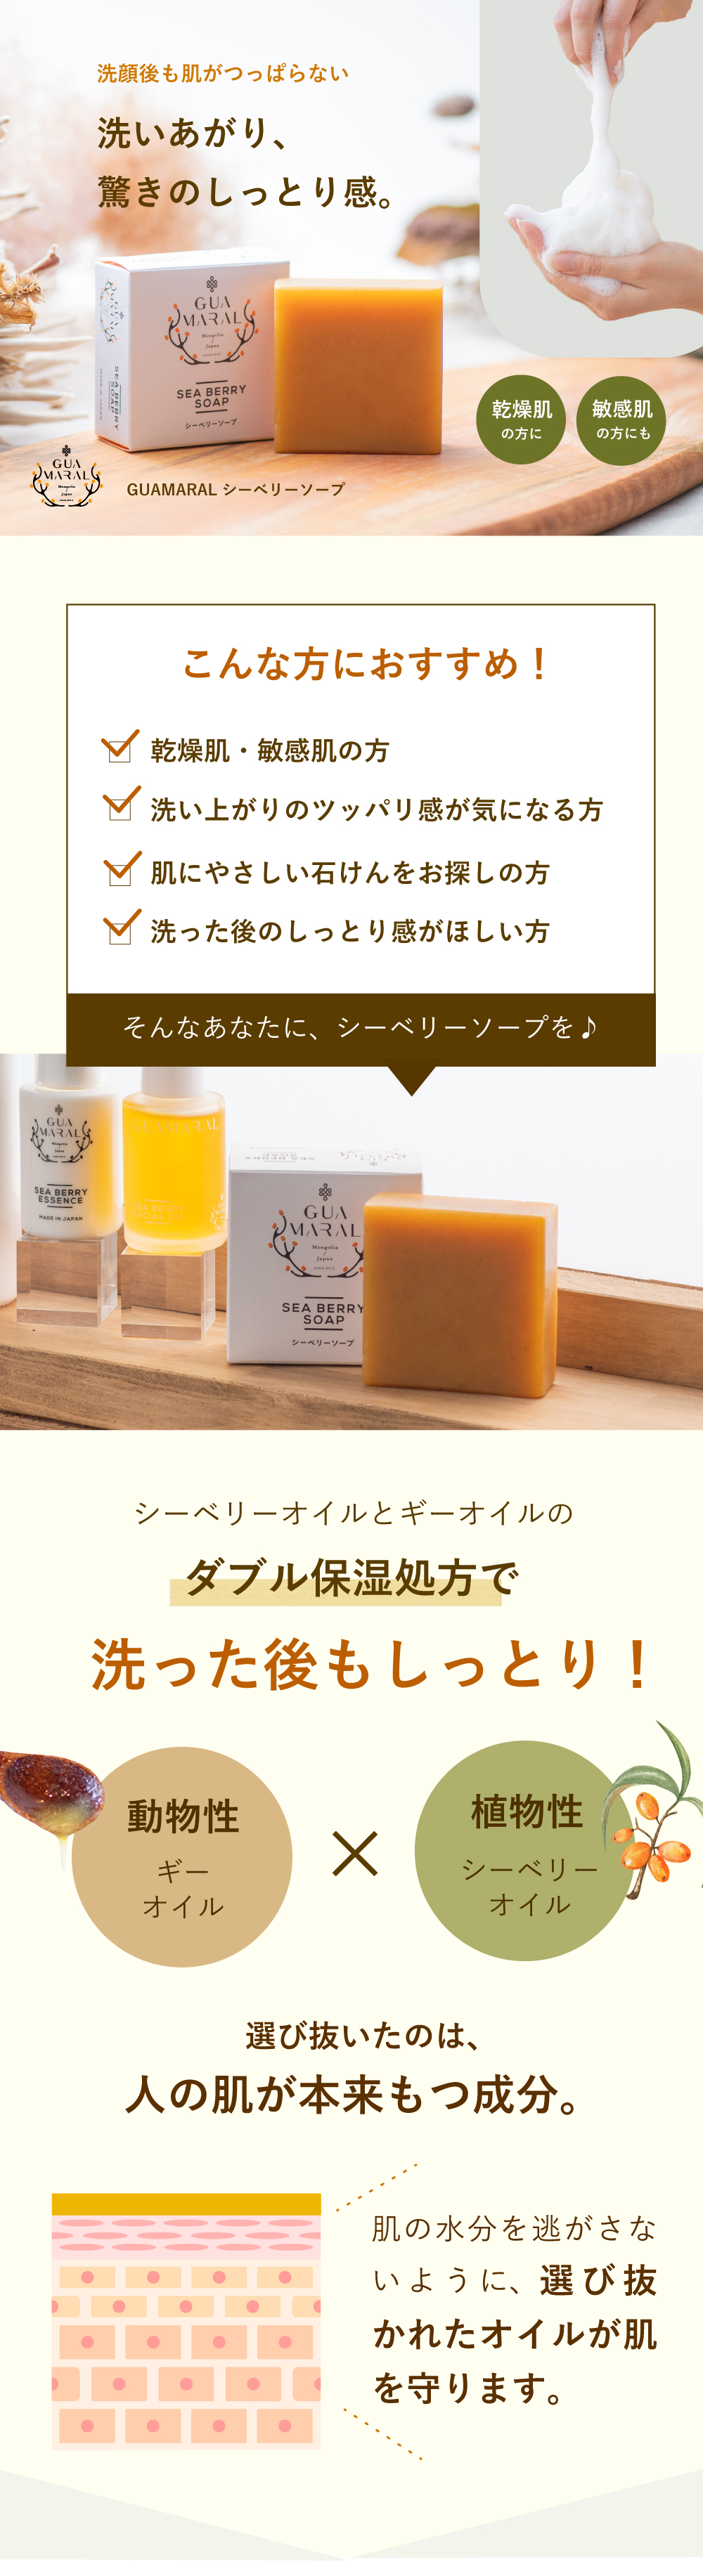 洗顔後も肌がつっぱらない
洗いあがり、
驚きのしっとり感。
GUA
MARAL
Mongolia
Japan
SEA BERRY
SOAP
シーベリーソープ
SEA BERRY
SOAP
乾燥肌
の方に
敏感肌
の方にも
GUA
MARAL
Mongolia
Japan
GUAMARAL シーベリーソープ
こんな方におすすめ！
乾燥肌・敏感肌の方
洗い上がりのツッパリ感が気になる方
肌にやさしい石けんをお探しの方
洗った後のしっとり感がほしい方
そんなあなたに、シーベリーソープを♪
GUA
MARAL
Mongolia
Japan
SEA BERRY
ESSENCE
MADE IN JAPAN
GUAMARAL
GUA
MARAL
Mongolia
Japan
SEA BERRY
SOAP
シーベリーソープ
シーベリーオイルとギーオイルの
ダブル保湿処方で
洗った後もしっとり！
動物性
ギー
オイル
×
植物性
シーベリー
オイル
選び抜いたのは、
人の肌が本来もつ成分。
肌の水分を逃がさな
いように、選び抜
かれたオイルが肌
を守ります。